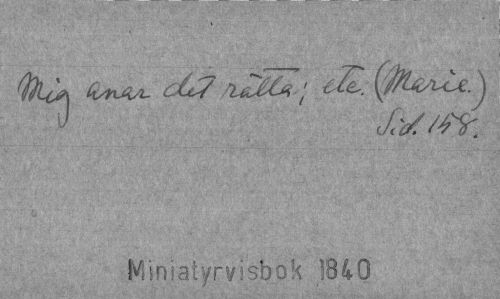 Mig anar det rätta; etc. (Marie.)
Sid. 158.
Miniatyrvisbok 1840